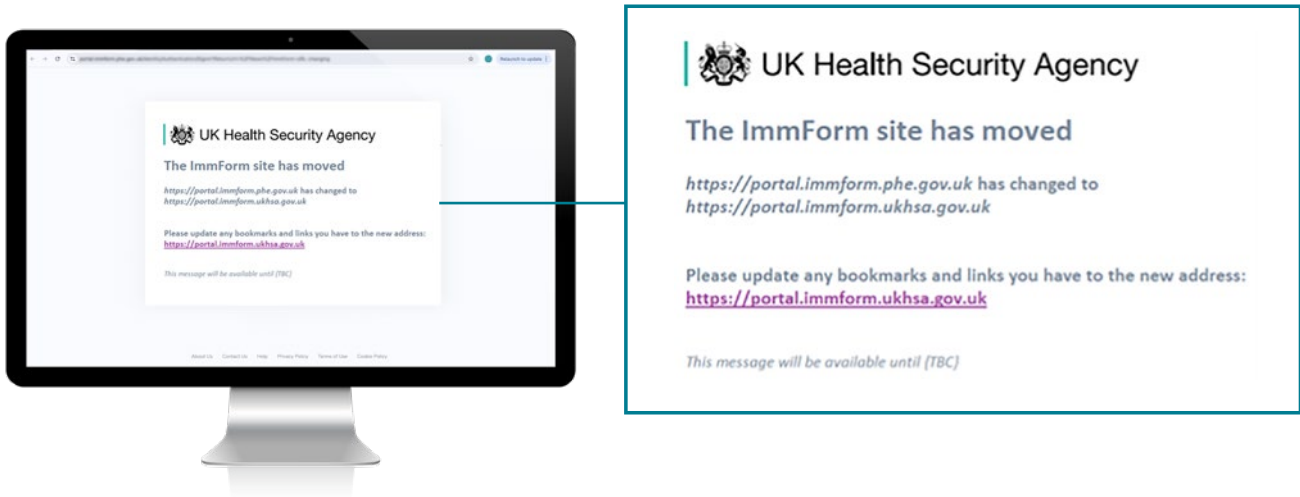 Relaunch to update
UK Health Security Agency
The ImmForm site has moved
https://portal.immform.phe.gov.uk has changed to
https://portal.immform.ukhsa.gov.uk
Please update any bookmarks and links you have to the new address:
https://portal.immform.ukhsa.gov.uk
This message will be available until {TBC}
About Us Contact Us Help Privacy Policy Terms of Use Cookie Policy
UK Health Security Agency
The ImmForm site has moved
https://portal.immform.phe.gov.uk has changed to
https://portal.immform.ukhsa.gov.uk
Please update any bookmarks and links you have to the new address:
https://portal.immform.ukhsa.gov.uk
This message will be available until {TBC}